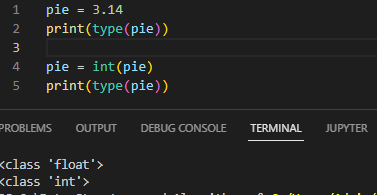 1 pie = 3.14
2 print(type(pie))
3
4 pie = int(pie)
5 print(type(pie))
PROBLEMS OUTPUT DEBUG CONSOLE TERMINAL JUPYTER
<class 'float'>
<class 'int'>